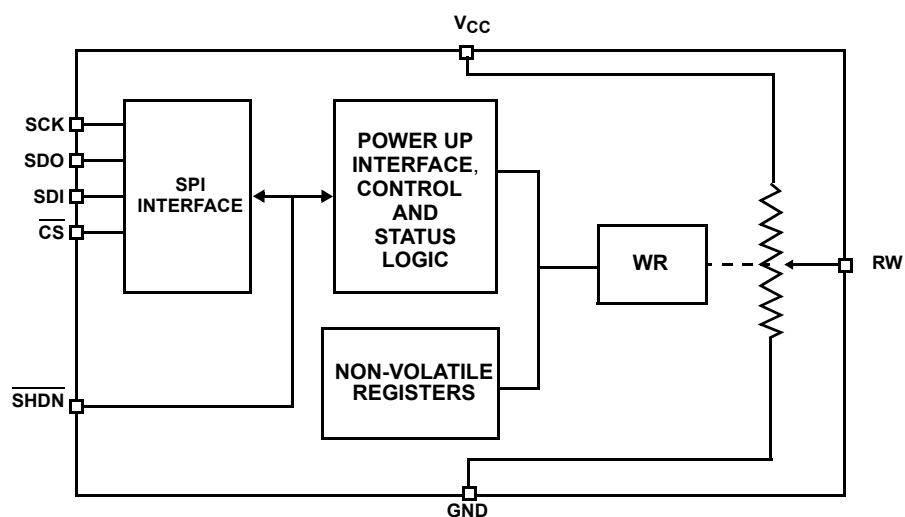 VCC
SCK
SDO
SDI
CS
SHDN
SPI
INTERFACE
POWER UP
INTERFACE,
CONTROL
AND
STATUS
LOGIC
NON-VOLATILE
REGISTERS
WR
RW
GND